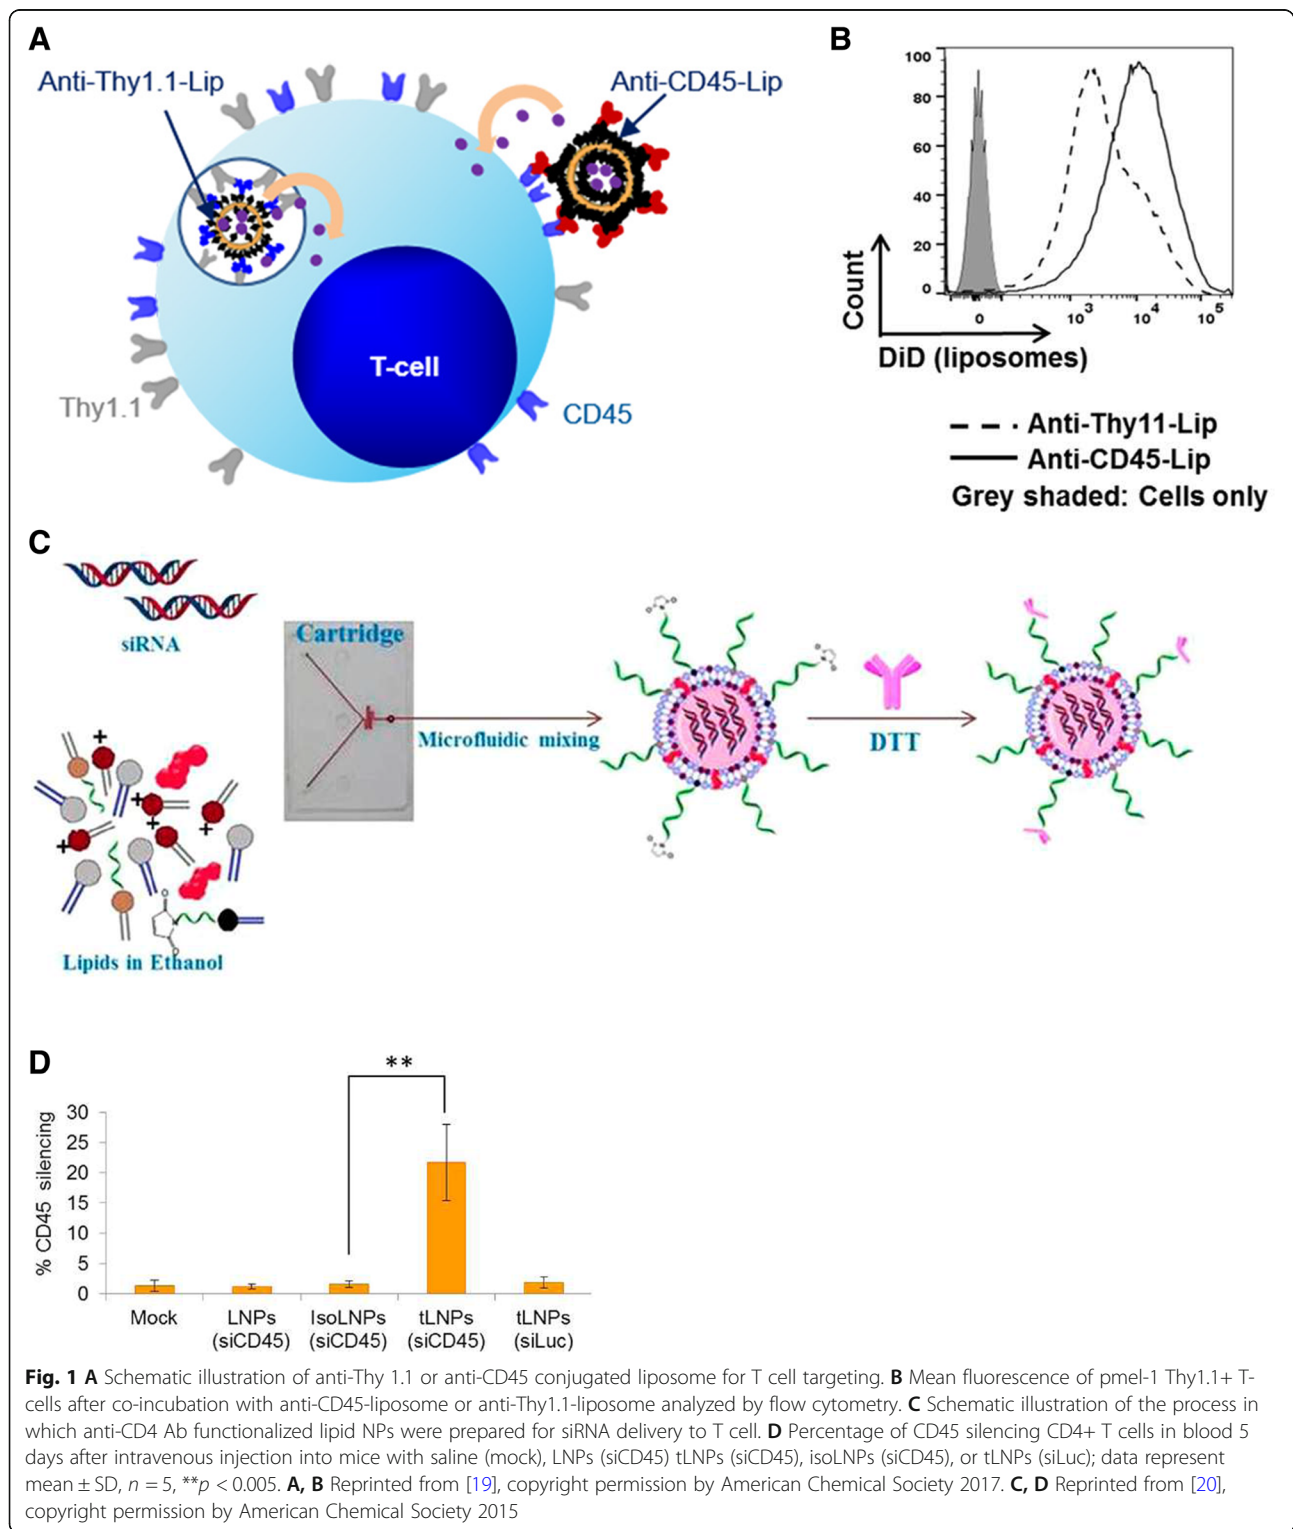 A
Anti-Thy1.1-Lip
Anti-CD45-Lip
T-cell
Thy1.1
CD45
B
100
80
60
40
20
0
0 10³ 10⁴ 10⁵
Count
DiD (liposomes)
Anti-Thy11-Lip
Anti-CD45-Lip
Grey shaded: Cells only
C
siRNA
Cartridge
Microfluidic mixing
DTT
+
+
+
+
+
O
O
Lipids in Ethanol
D
**
% CD45 silencing
30
25
20
15
10
5
0
Mock LNPs IsoLNPs tLNPs tLNPs
(siCD45) (siCD45) (siCD45) (siLuc)
Fig. 1 A Schematic illustration of anti-Thy 1.1 or anti-CD45 conjugated liposome for T cell targeting. B Mean fluorescence of pmel-1 Thy1.1+ T-
cells after co-incubation with anti-CD45-liposome or anti-Thy1.1-liposome analyzed by flow cytometry. C Schematic illustration of the process in
which anti-CD4 Ab functionalized lipid NPs were prepared for siRNA delivery to T cell. D Percentage of CD45 silencing CD4+ T cells in blood 5
days after intravenous injection into mice with saline (mock), LNPs (siCD45) tLNPs (siCD45), isoLNPs (siCD45), or tLNPs (siLuc); data represent
mean ± SD, n = 5, **p < 0.005. A, B Reprinted from [19], copyright permission by American Chemical Society 2017. C, D Reprinted from [20],
copyright permission by American Chemical Society 2015